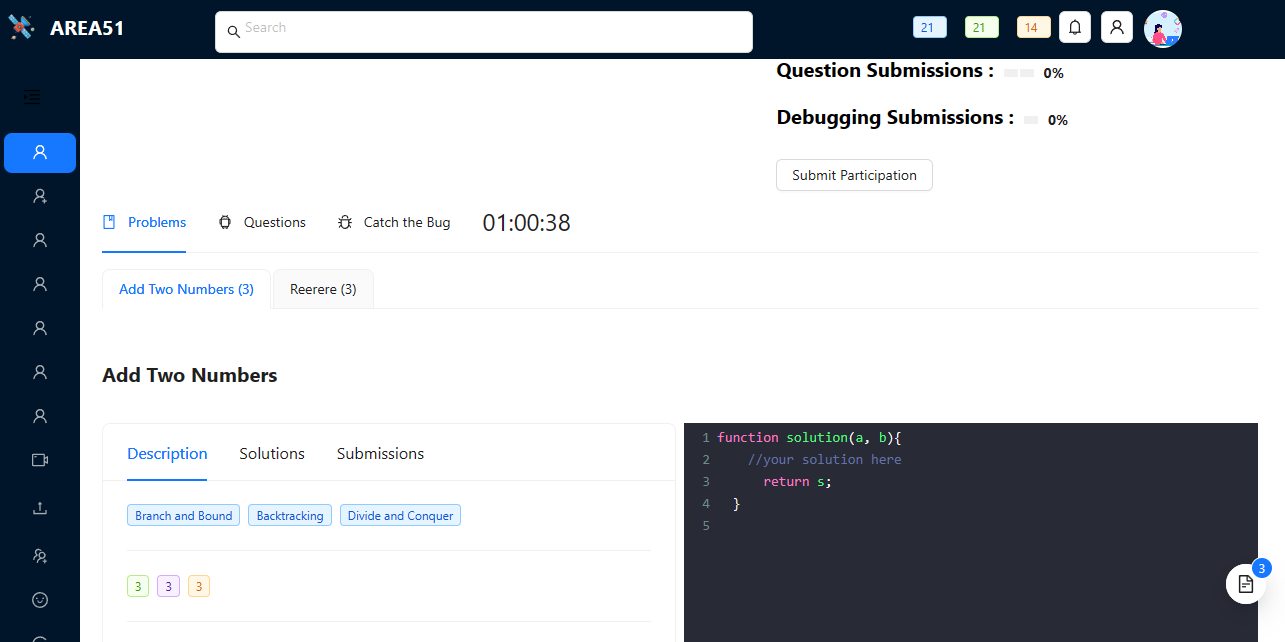 AREA51
Search
21
21
14
Question Submissions : 0%
Debugging Submissions : 0%
Submit Participation
Problems
Questions
Catch the Bug
01:00:38
Add Two Numbers (3)
Reerere (3)
Add Two Numbers
Description
Solutions
Submissions
Branch and Bound
Backtracking
Divide and Conquer
3
3
3
1 function solution(a, b){
2 //your solution here
3 return s;
4 }
5
3